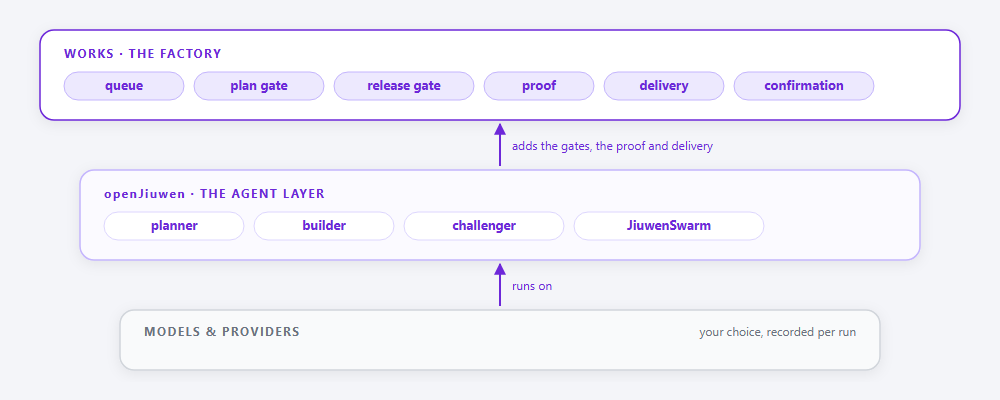 WORKS · THE FACTORY
queue plan gate release gate proof delivery confirmation
adds the gates, the proof and delivery
openJiuwen · THE AGENT LAYER
planner builder challenger JiuwenSwarm
runs on
MODELS & PROVIDERS your choice, recorded per run